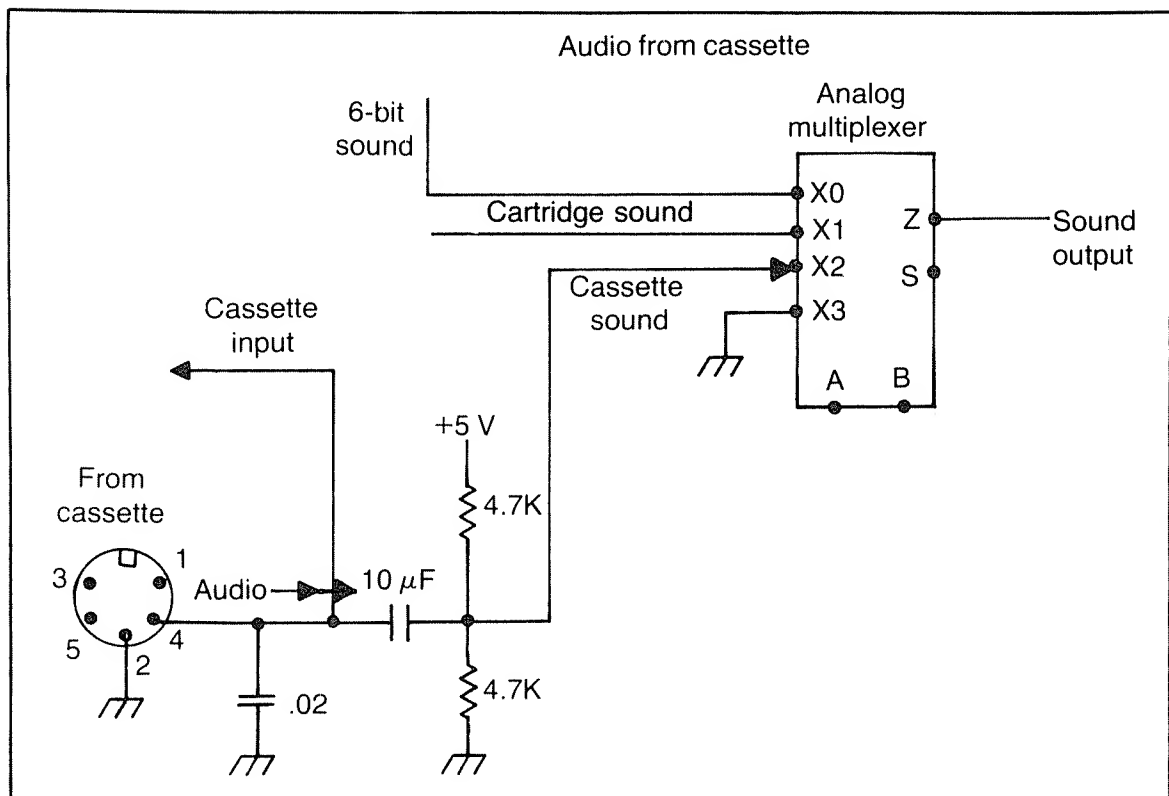 Audio from cassette
6-bit
sound
Analog
multiplexer
X0
Cartridge sound
X1
Z
Sound
output
X2
S
Cassette
sound
X3
Cassette
input
A
B
+5 V
4.7K
From
cassette
1
3
Audio
10 μF
4
5
2
.02
4.7K